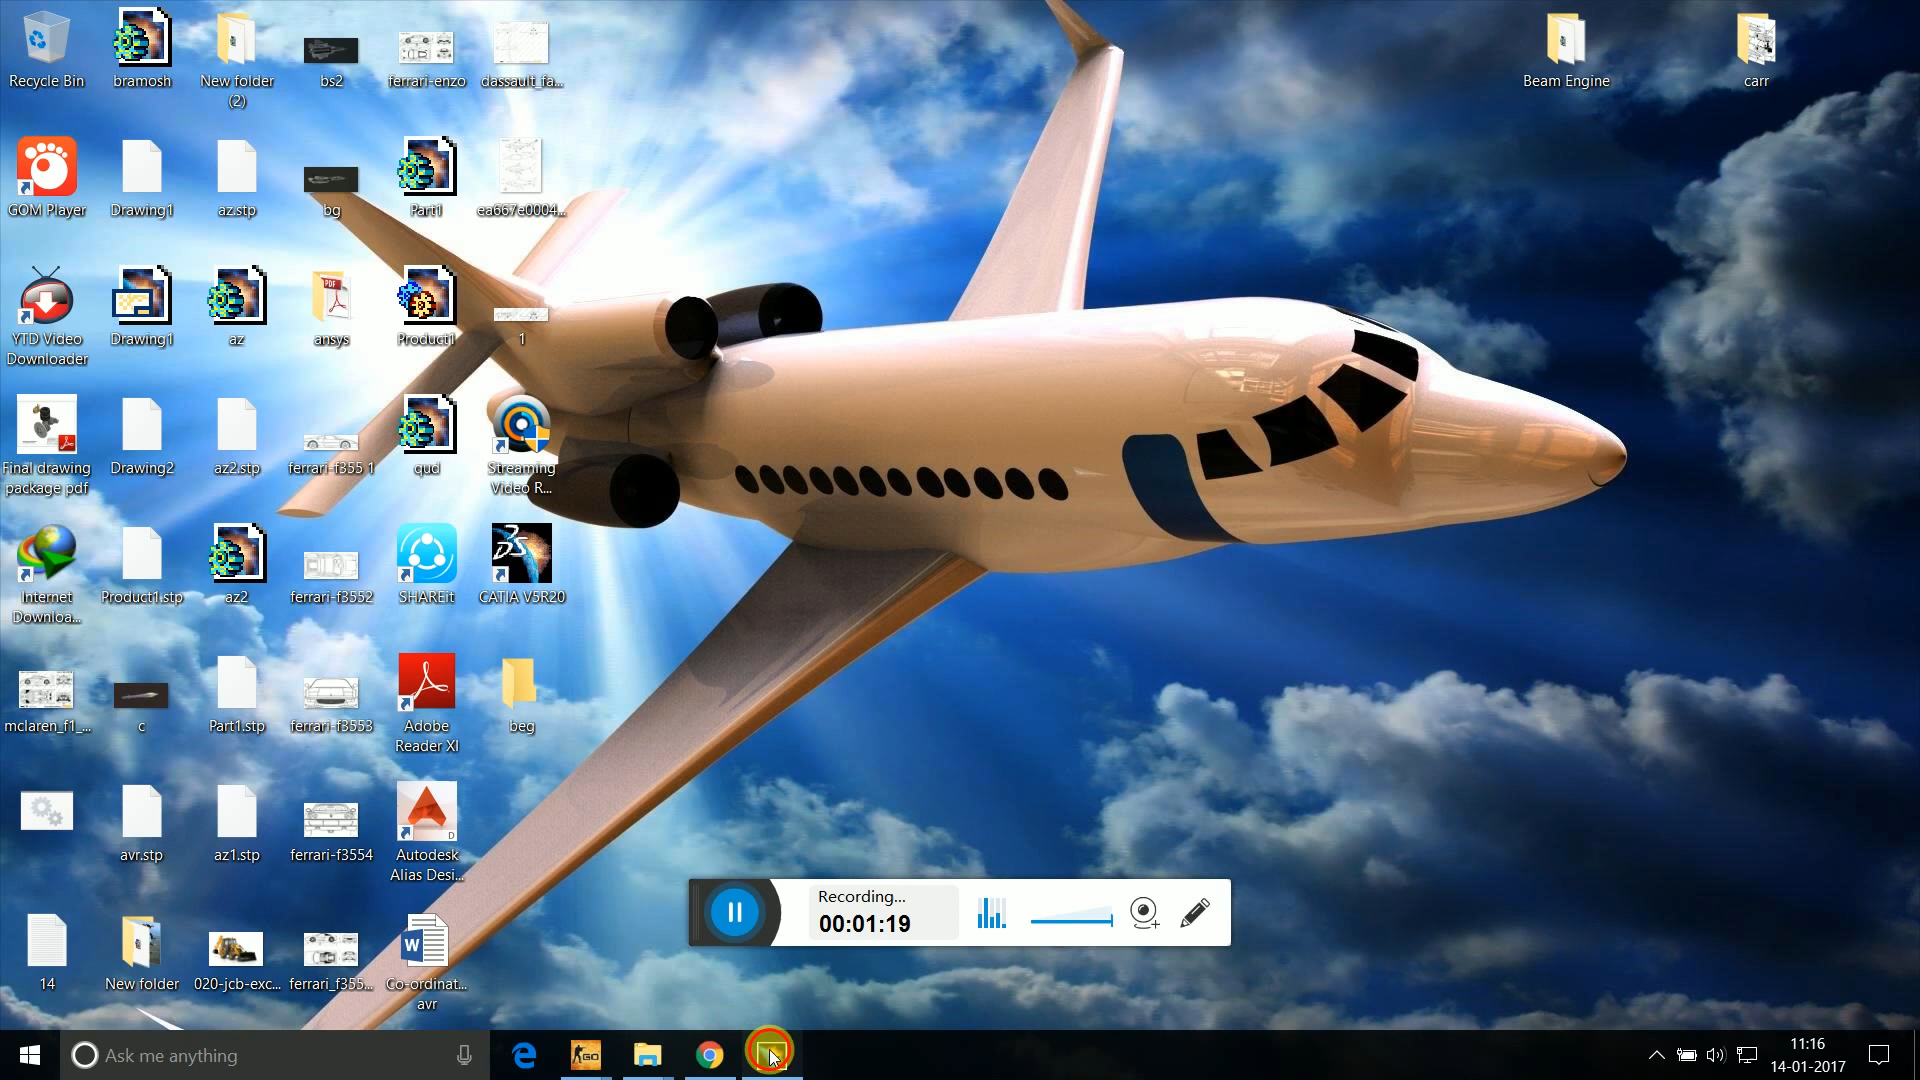 Recycle Bin
bramosh
New folder
(2)
bs2
ferrari-enzo
dassault_fa...
Beam Engine
carr
GOM Player
Drawing1
az.stp
bg
Part1
ea667e0004...
YTD Video
Downloader
Drawing1
az
PDF
ansys
Product1
1
Final drawing
package pdf
Drawing2
az2.stp
ferrari-f355 1
qud
Streaming
Video R...
Internet
Downloa...
Product1.stp
az2
ferrari-f3552
SHAREit
CATIA V5R20
mclaren_f1_...
c
Part1.stp
ferrari-f3553
Adobe
Reader XI
beg
avr.stp
az1.stp
ferrari-f3554
D
Autodesk
Alias Desi...
Recording...
00:01:19
14
New folder
020-jcb-exc...
ferrari_f355...
W
Co-ordinat...
avr
Ask me anything
GO
11:16
14-01-2017